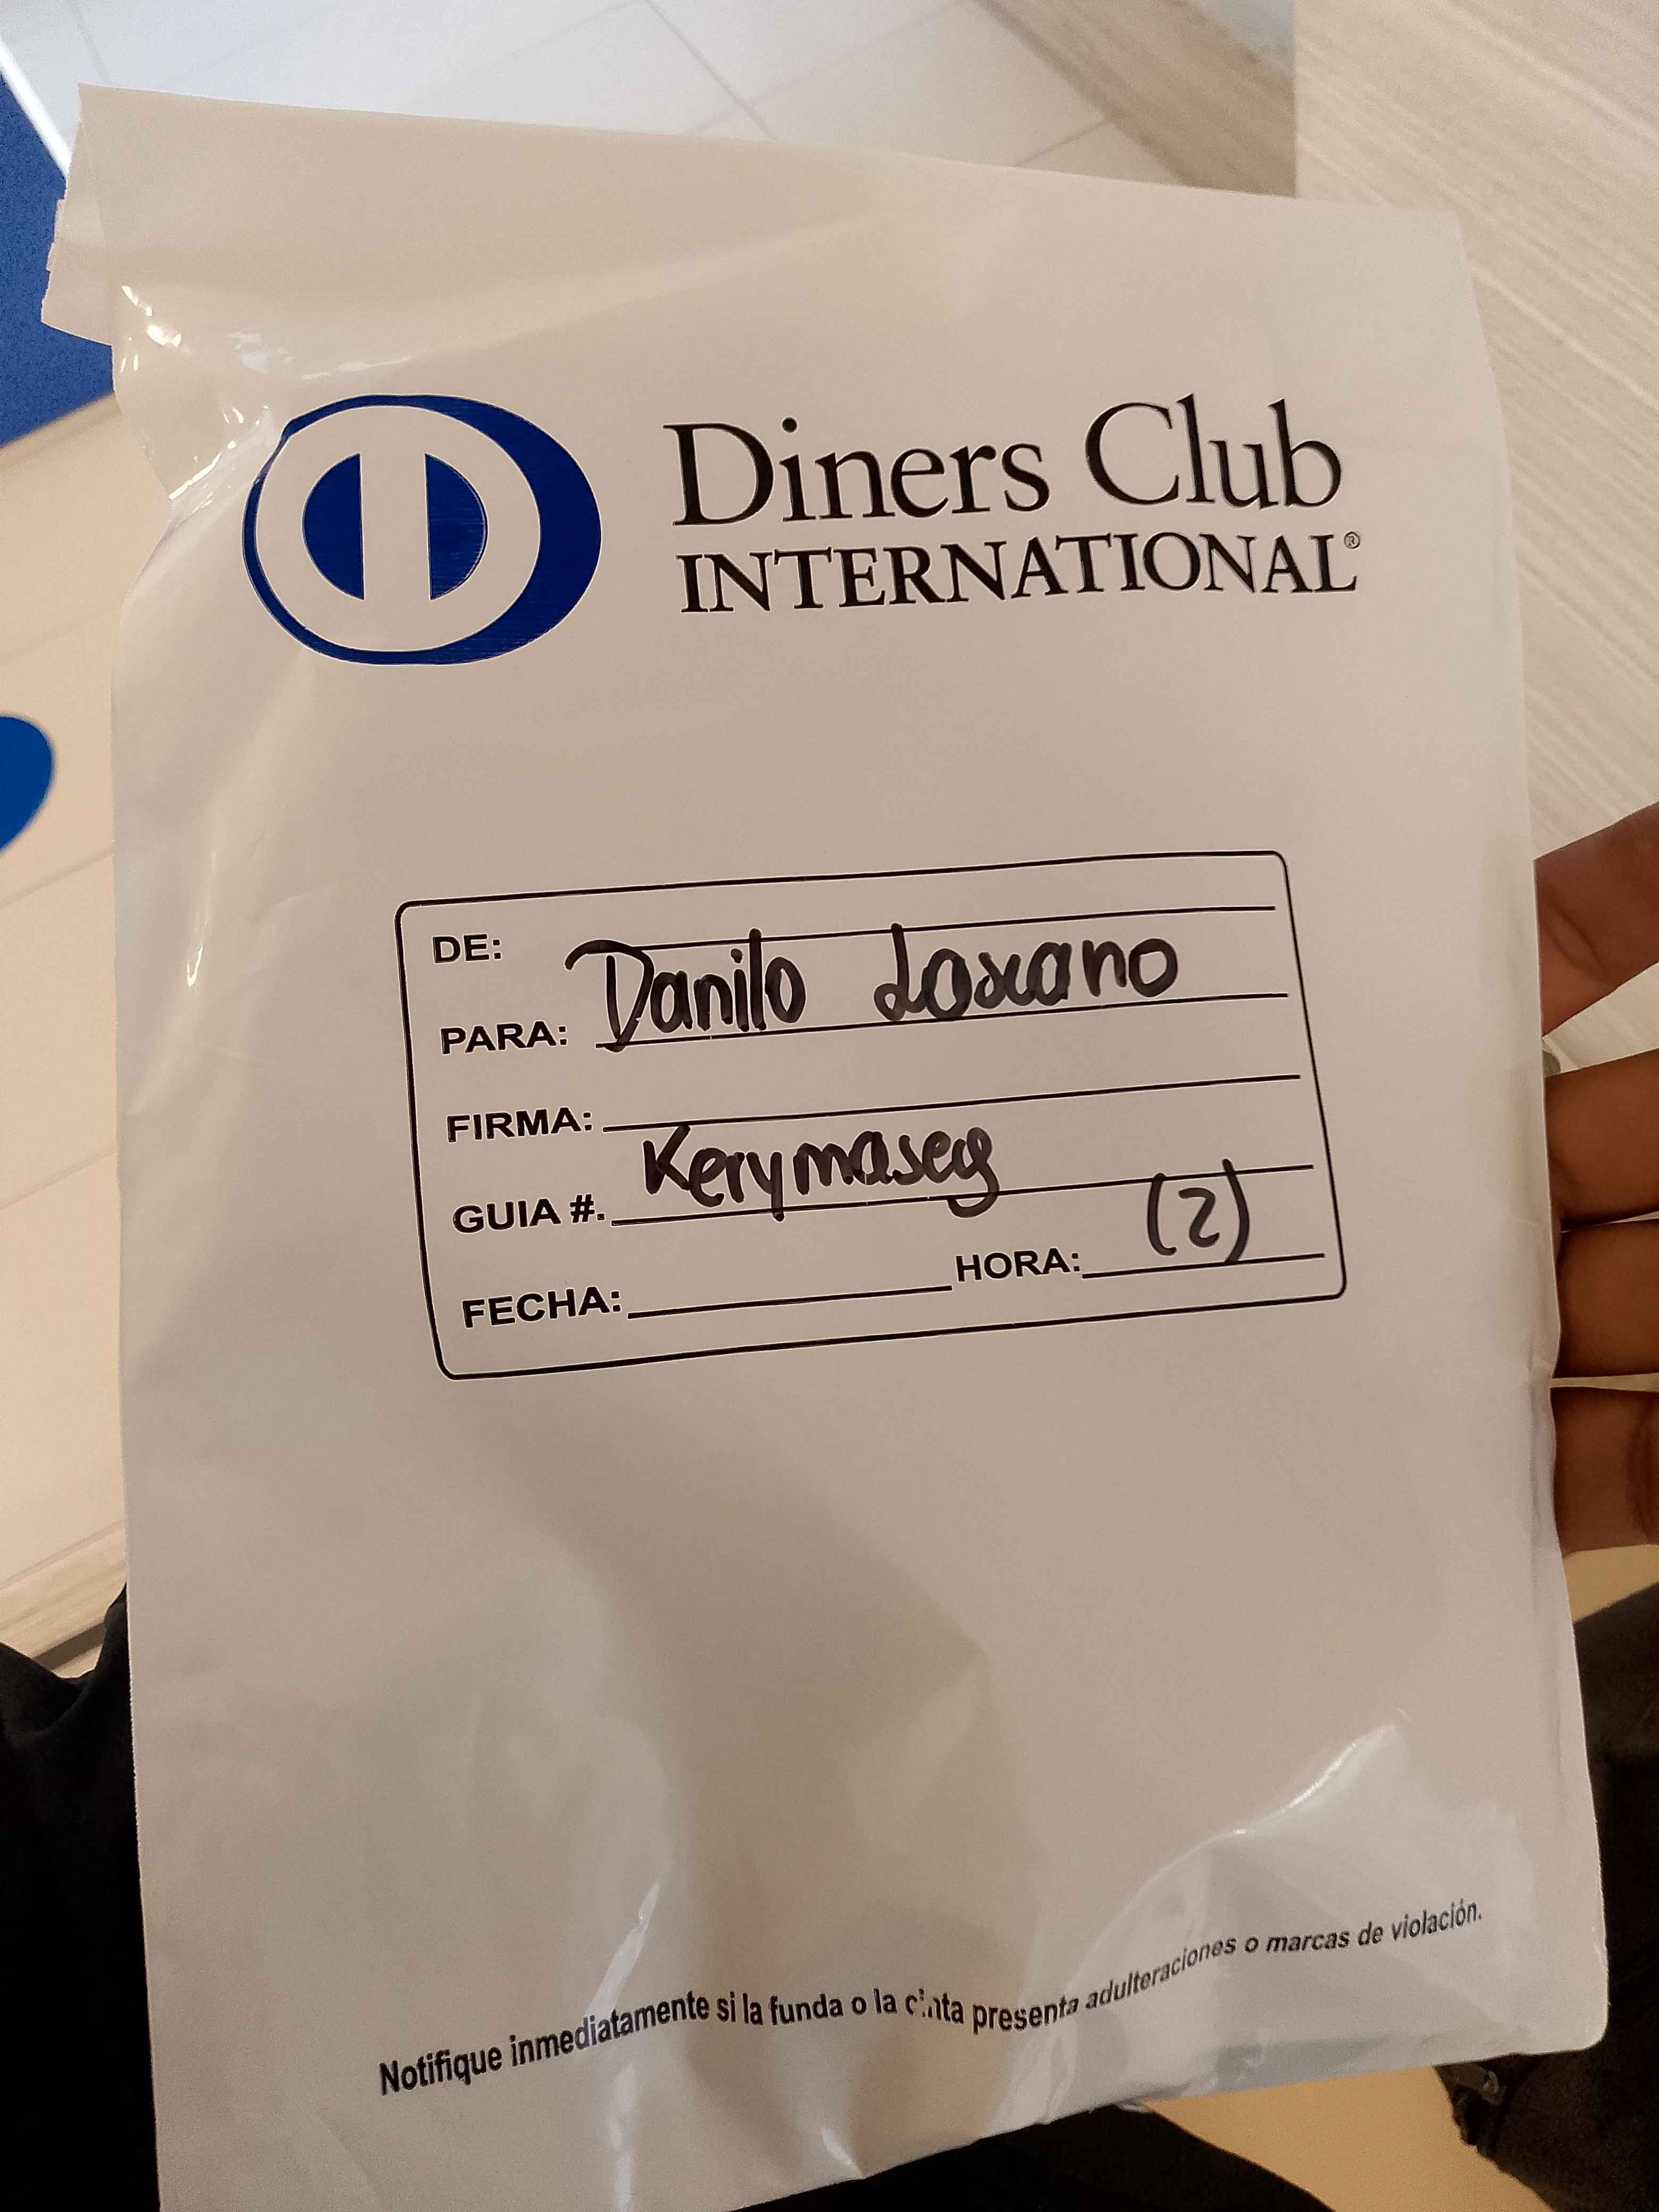 Diners Club
INTERNATIONAL®
DE:
PARA: Danilo Loxano
FIRMA:
GUIA #. Kerymaseg
FECHA: HORA: (2)
Notifique inmediatamente si la funda o la cinta presenta adulteraciones o marcas de violación.